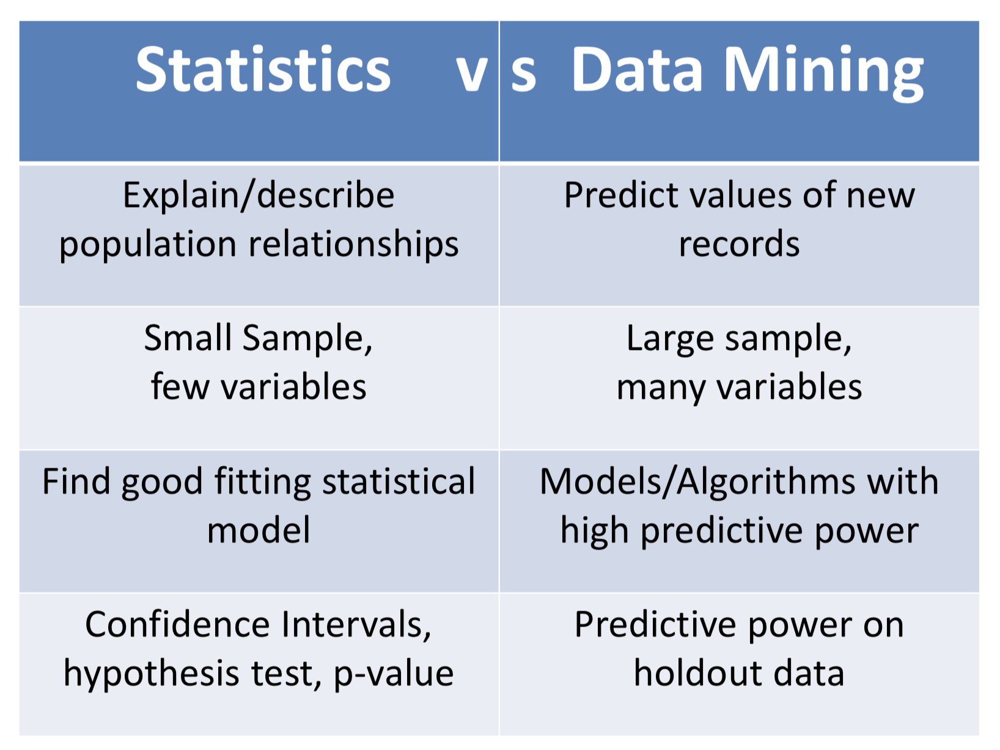 Statistics vs Data Mining
Explain/describe
population relationships
Predict values of new
records
Small Sample,
few variables
Large sample,
many variables
Find good fitting statistical
model
Models/Algorithms with
high predictive power
Confidence Intervals,
hypothesis test, p-value
Predictive power on
holdout data